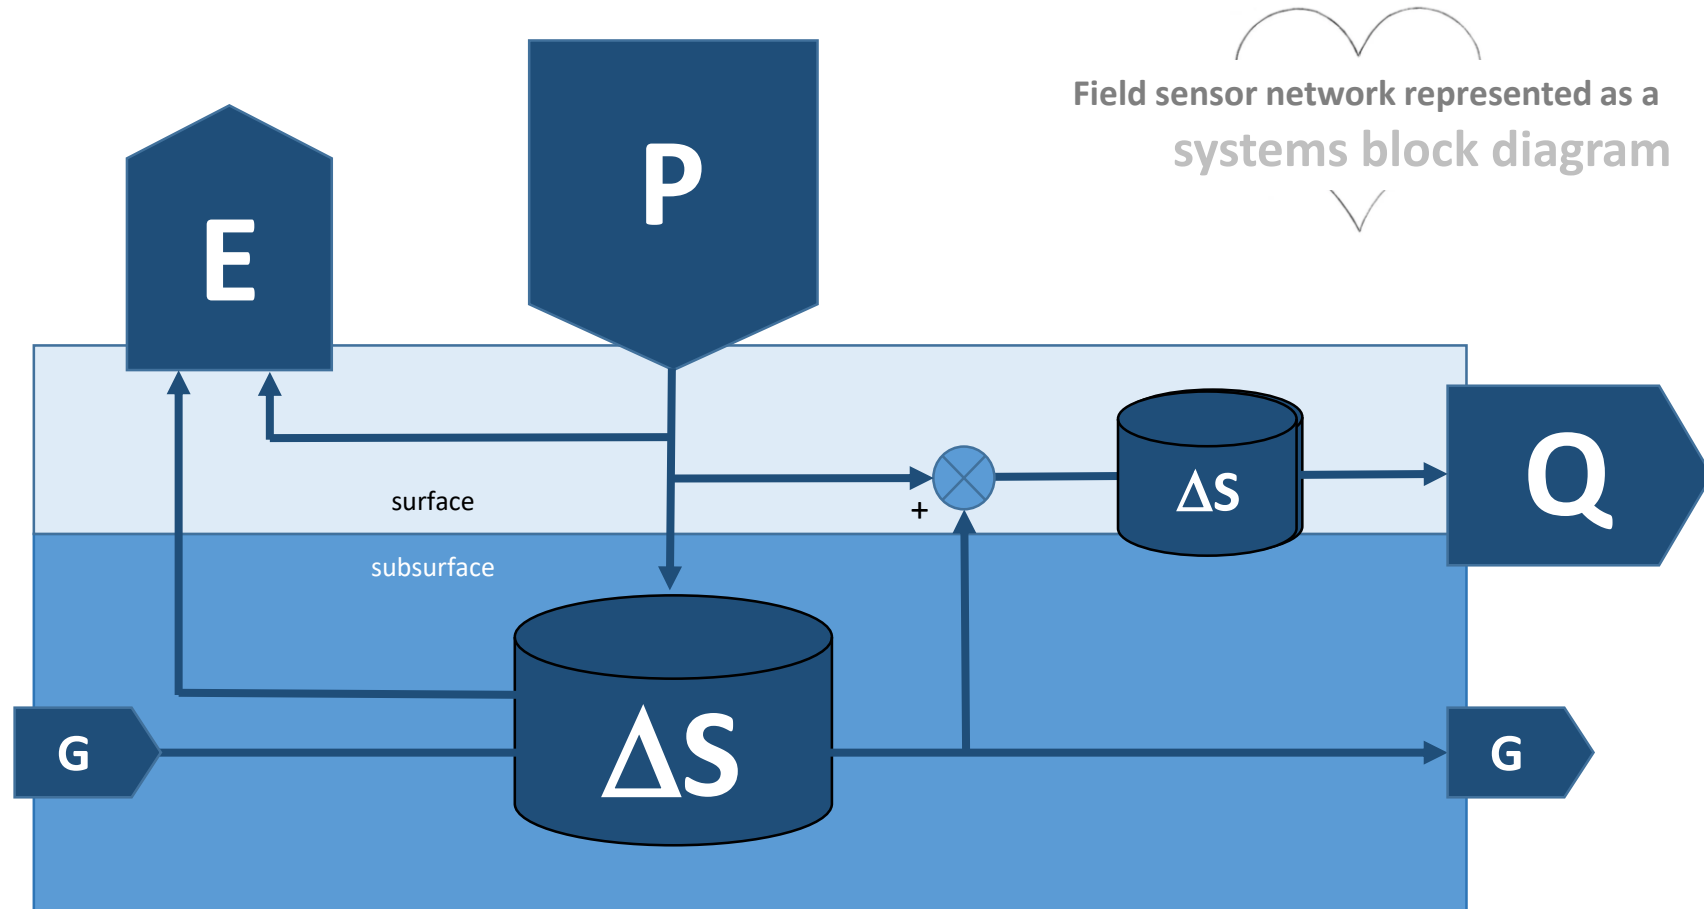 Field sensor network represented as a
systems block diagram
P
E
Q
ΔS
surface
+
subsurface
ΔS
G
G